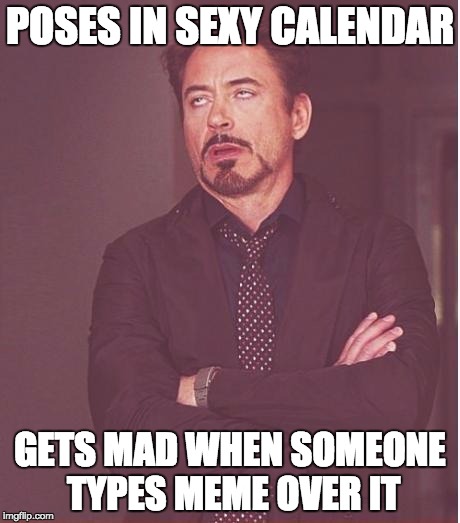 POSES IN SEXY CALENDAR
GETS MAD WHEN SOMEONE
TYPES MEME OVER IT
imgflip.com